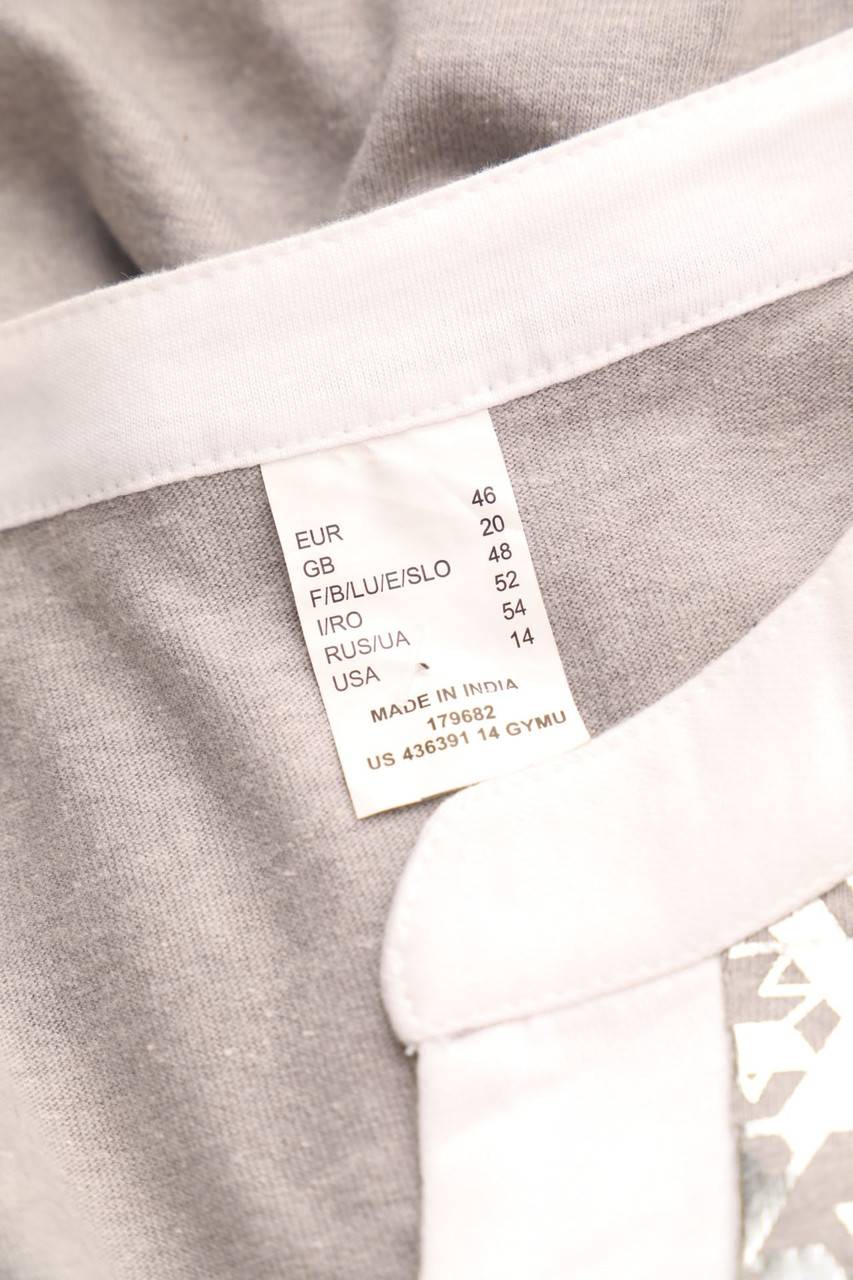 EUR 46
GB 20
F/B/LU/E/SLO 48
I/RO 52
RUS/UA 54
USA 14
MADE IN INDIA
179682
US 436391 14 GYMU